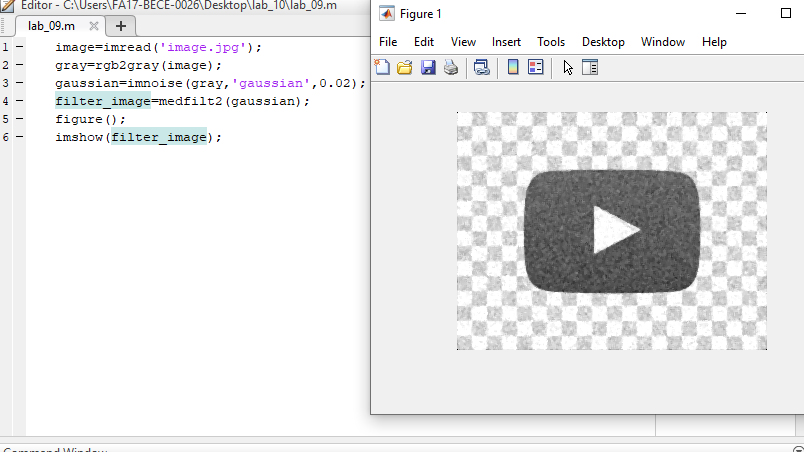 Editor - C:\Users\FA17-BECE-0026\Desktop\lab_10\lab_09.m
lab_09.m
1 image=imread('image.jpg');
2 gray=rgb2gray(image);
3 gaussian=imnoise(gray,'gaussian',0.02);
4 filter_image=medfilt2(gaussian);
5 figure();
6 imshow(filter_image);
Figure 1
File Edit View Insert Tools Desktop Window Help
Command Window